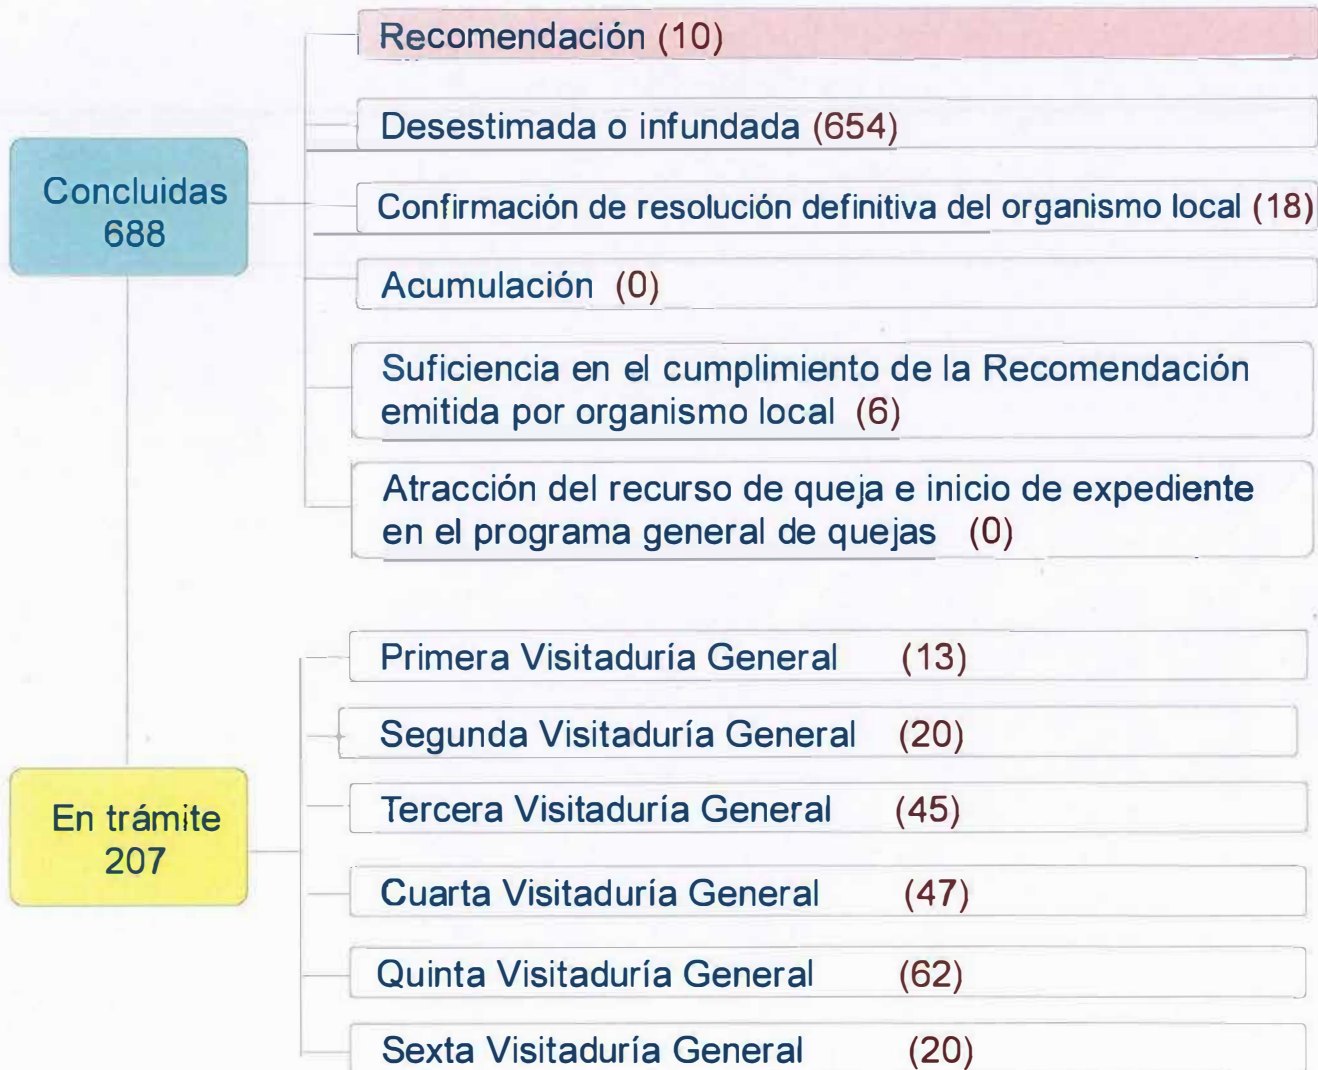 Concluidas
688
Recomendación (10)
Desestimada o infundada (654)
Confirmación de resolución definitiva del organismo local (18)
Acumulación (0)
Suficiencia en el cumplimiento de la Recomendación
emitida por organismo local (6)
Atracción del recurso de queja e inicio de expediente
en el programa general de quejas (0)
En trámite
207
Primera Visitaduría General (13)
Segunda Visitaduría General (20)
Tercera Visitaduría General (45)
Cuarta Visitaduría General (47)
Quinta Visitaduría General (62)
Sexta Visitaduría General (20)